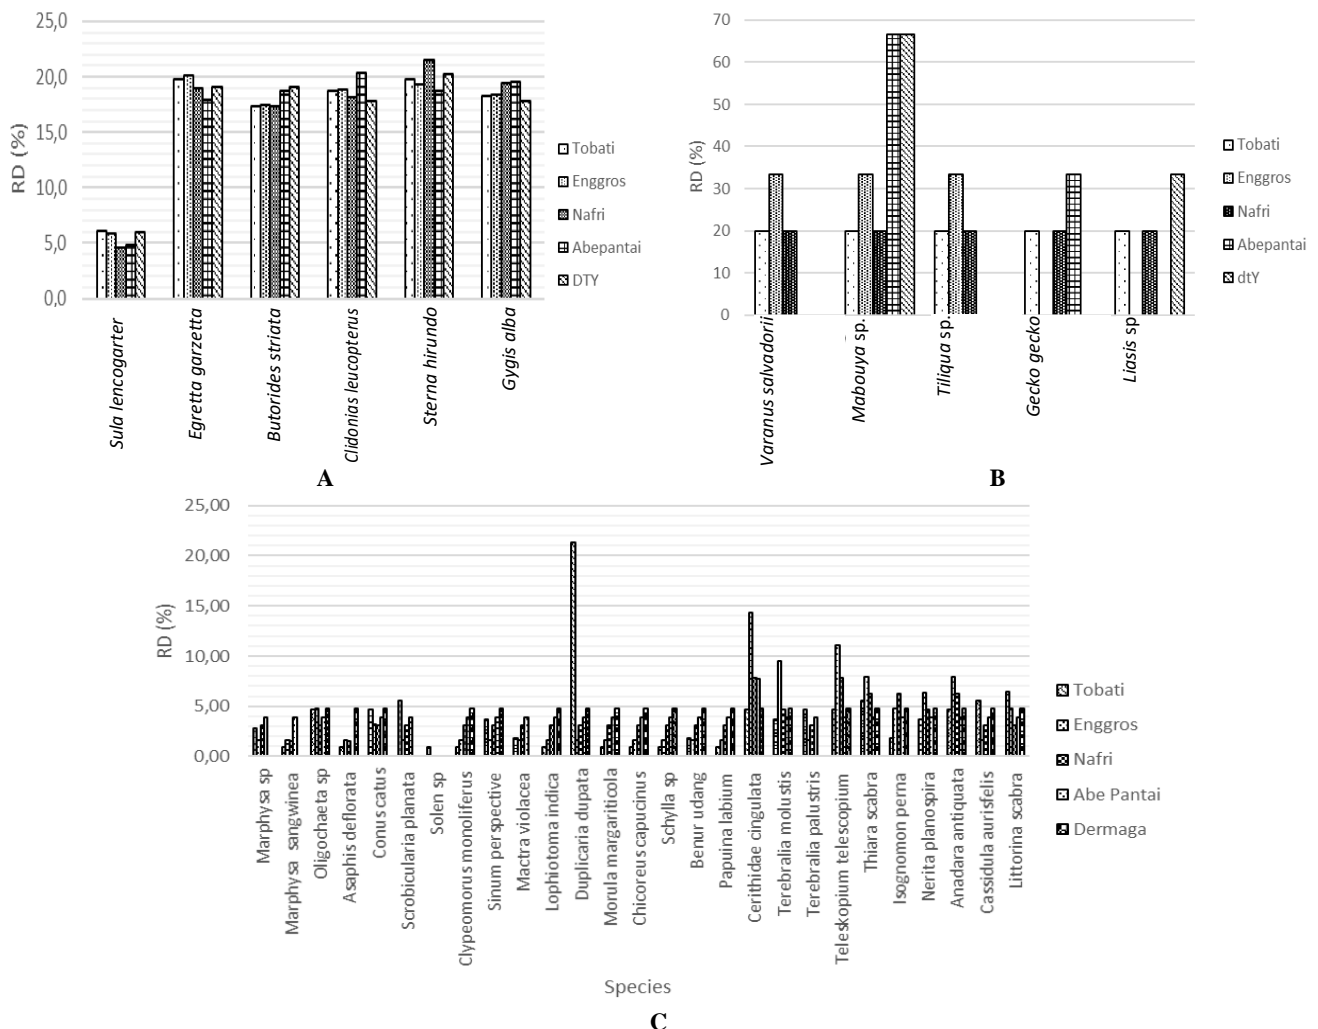 25,0
20,0
15,0
10,0
5,0
0,0
RD (%)
Sula lencogarter
Egretta garzetta
Butorides striata
Clidonias leucopterus
Sterna hirundo
Gygis alba
Tobati
Enggros
Nafri
Abepantai
DTY
A
70
60
50
40
30
20
10
0
RD (%)
Varanus salvadorii
Mabouya sp.
Tiliqua sp.
Gecko gecko
Liasis sp
Tobati
Enggros
Nafri
Abepantai
dtY
B
25,00
20,00
15,00
10,00
5,00
0,00
RD (%)
Marphysa sp
Marphysa sangwinea
Oligochaeta sp
Asaphis deflorata
Conus catus
Scrobicularia planata
Solen sp
Clypeomorus monoliferus
Sinum perspective
Mactra violacea
Lophiotoma indica
Duplicaria dupata
Morula margariticola
Chicoreus capucinus
Schylla sp
Benur udang
Papuina labium
Cerithidae cingulata
Terebralia molustis
Terebralia palustris
Teleskopium telescopium
Thiara scabra
Isognomon perna
Nerita planospira
Anadara antiquata
Cassidula aurisfelis
Littorina scabra
Species
Tobati
Enggros
Nafri
Abe Pantai
Dermaga
C